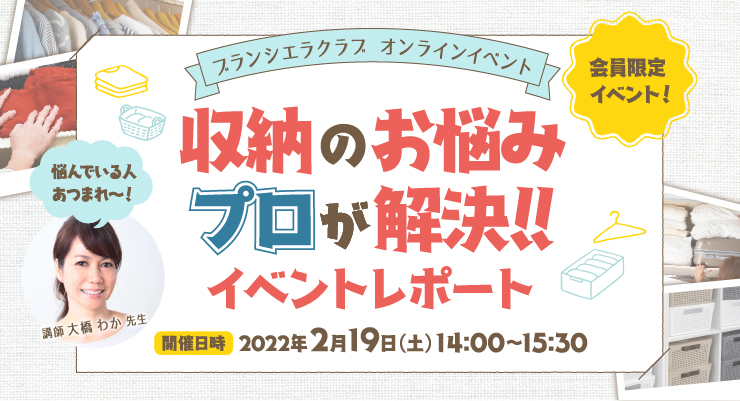 ブランシエラクラブ オンラインイベント
会員限定
イベント!
収納のお悩み
プロが解決!!
イベントレポート
悩んでいる人
あつまれ〜!
講師 大橋 わか 先生
開催日時 2022年2月19日(土)14:00〜15:30